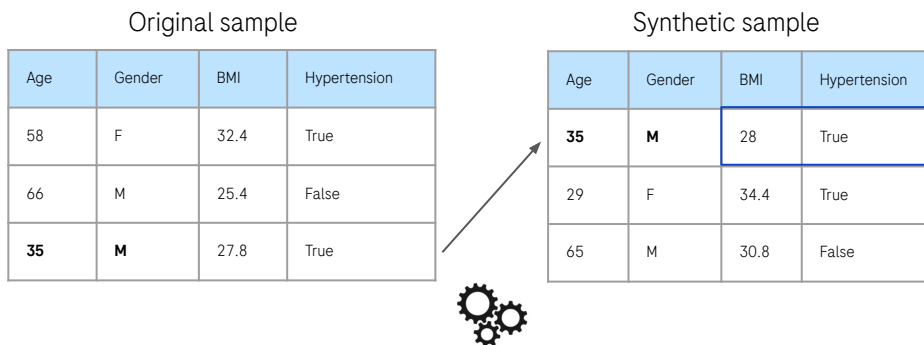 Original sample
Age Gender BMI Hypertension
58 F 32.4 True
66 M 25.4 False
35 M 27.8 True
Synthetic sample
Age Gender BMI Hypertension
35 M 28 True
29 F 34.4 True
65 M 30.8 False